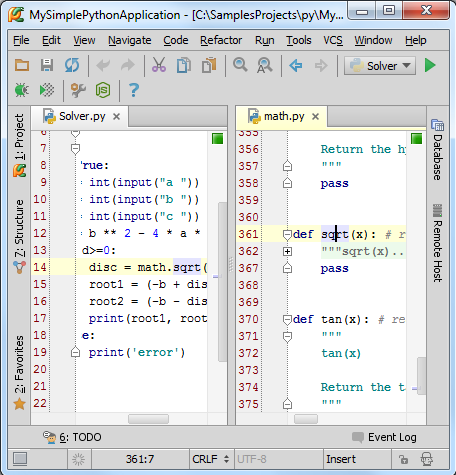 MySimplePythonApplication - [C:\SamplesProjects\py\My...
File Edit View Navigate Code Refactor Run Tools VCS Window Help
Solver
1: Project
7: Structure
2: Favorites
Solver.py
6
7
8 rue:
9 int(input("a "))
10 int(input("b "))
11 int(input("c "))
12 b ** 2 - 4 * a *
13 d>=0:
14 disc = math.sqrt(
15 root1 = (-b + dis
16 root2 = (-b - dis
17 print(root1, root
18 e:
19 print('error')
20
21
22
math.py
355
356 Return the hy
357 """
358 pass
359
360
361 def sqrt(x): # r
362 """sqrt(x)...
367 pass
368
369
370 def tan(x): # re
371 """
372 tan(x)
373
374 Return the t
375 """
Database
Remote Host
6: TODO
Event Log
361:7 CRLF UTF-8 Insert